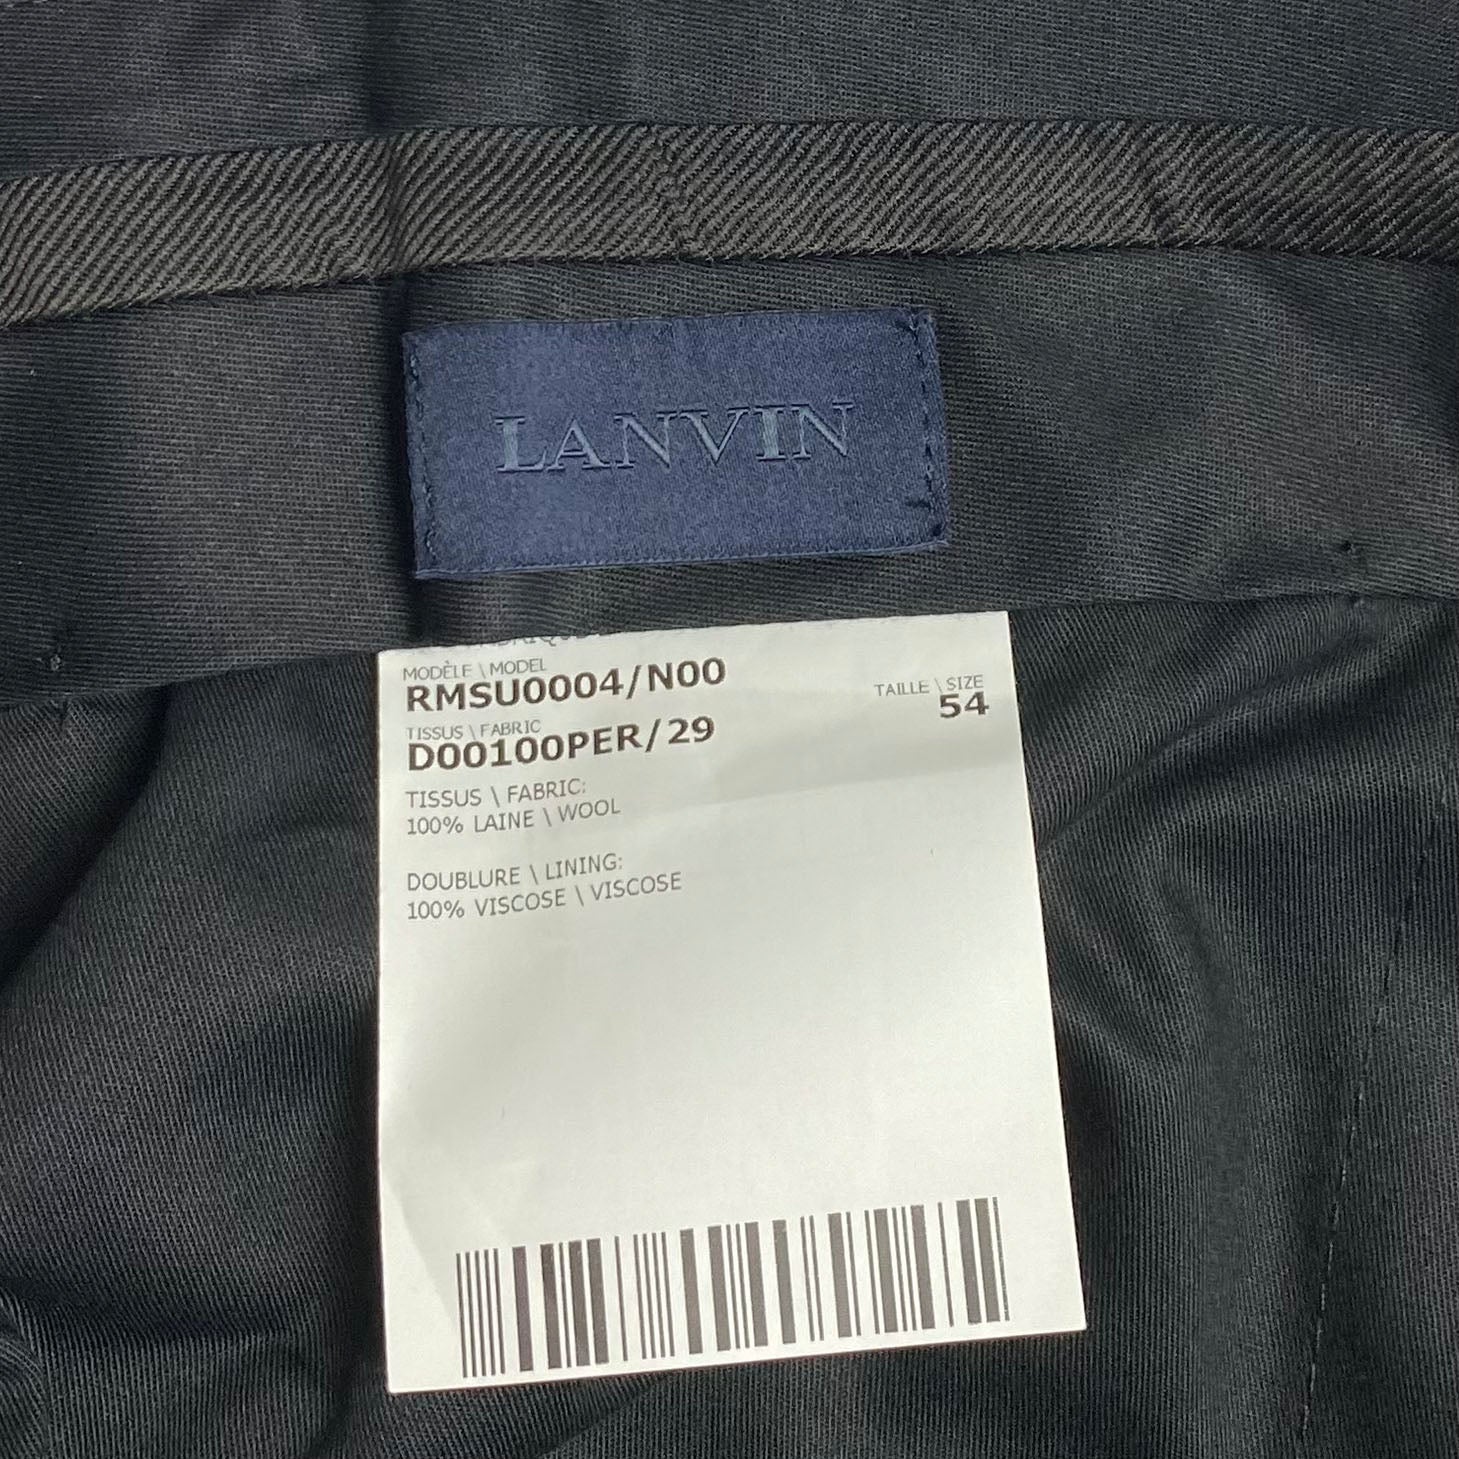 LANVIN
MODÈLE \ MODEL
RMSU0004/N00
TAILLE \ SIZE
54
TISSUS \ FABRIC
D00100PER/29
TISSUS \ FABRIC:
100% LAINE \ WOOL
DOUBLURE \ LINING:
100% VISCOSE \ VISCOSE